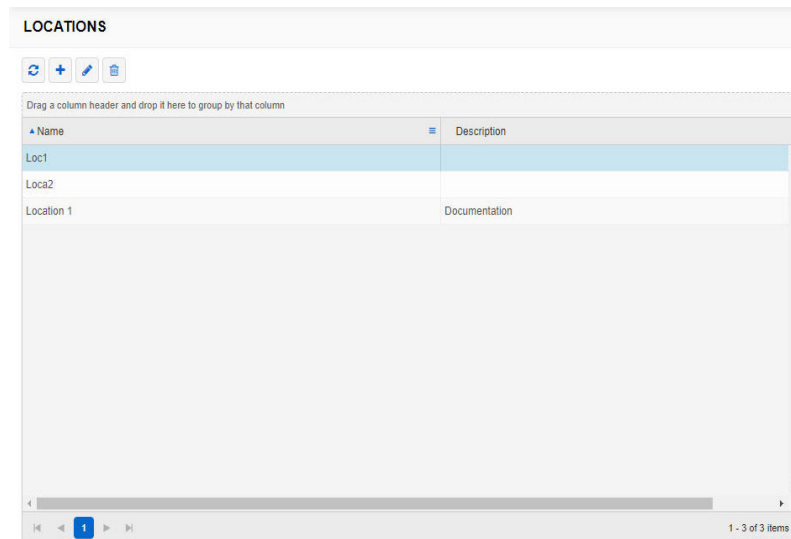 LOCATIONS
Drag a column header and drop it here to group by that column
Name Description
Loc1
Loca2
Location 1 Documentation
1 1 - 3 of 3 items